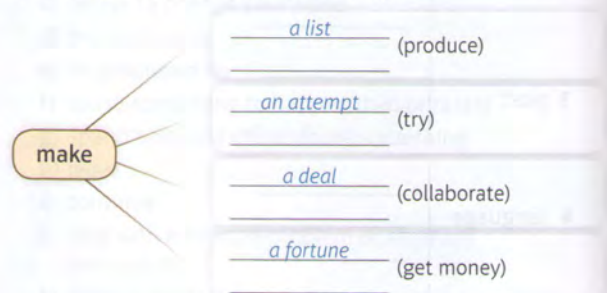 make
a list
(produce)
an attempt
(try)
a deal
(collaborate)
a fortune
(get money)